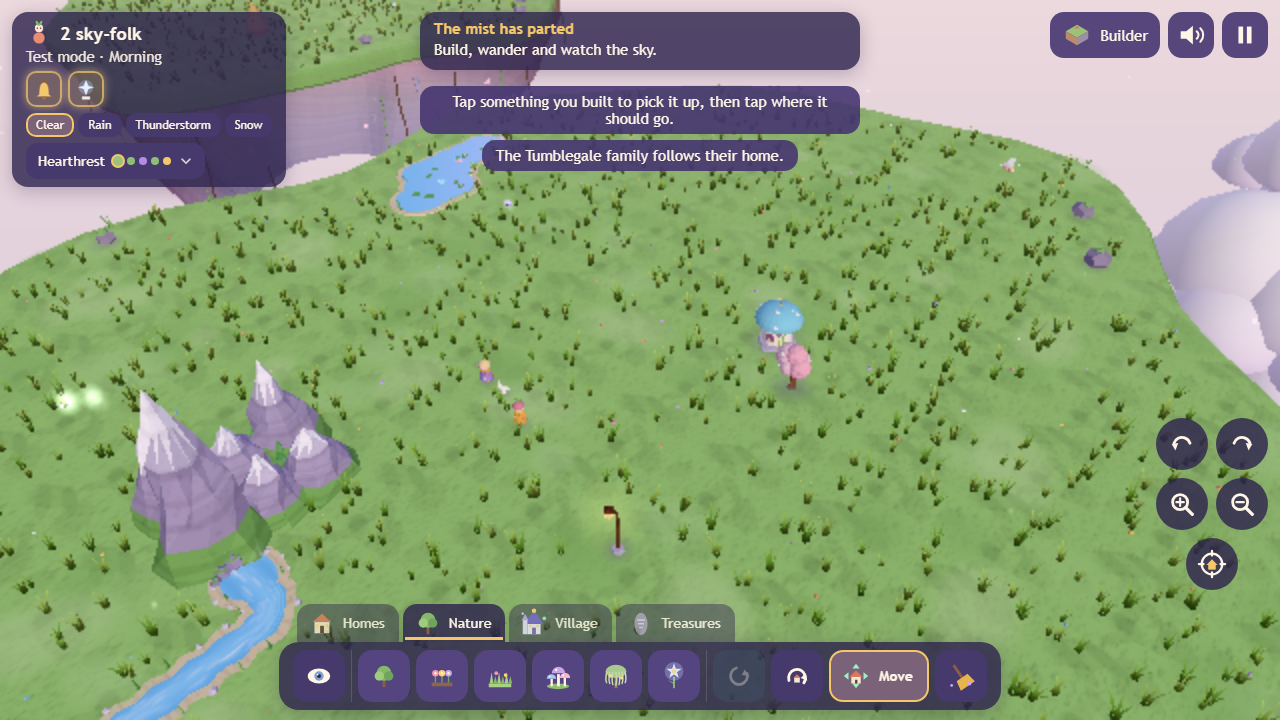 2 sky-folk
Test mode · Morning
Clear
Rain
Thunderstorm
Snow
Hearthrest
The mist has parted
Build, wander and watch the sky.
Tap something you built to pick it up, then tap where it
should go.
The Tumblegale family follows their home.
Builder
Homes
Nature
Village
Treasures
Move